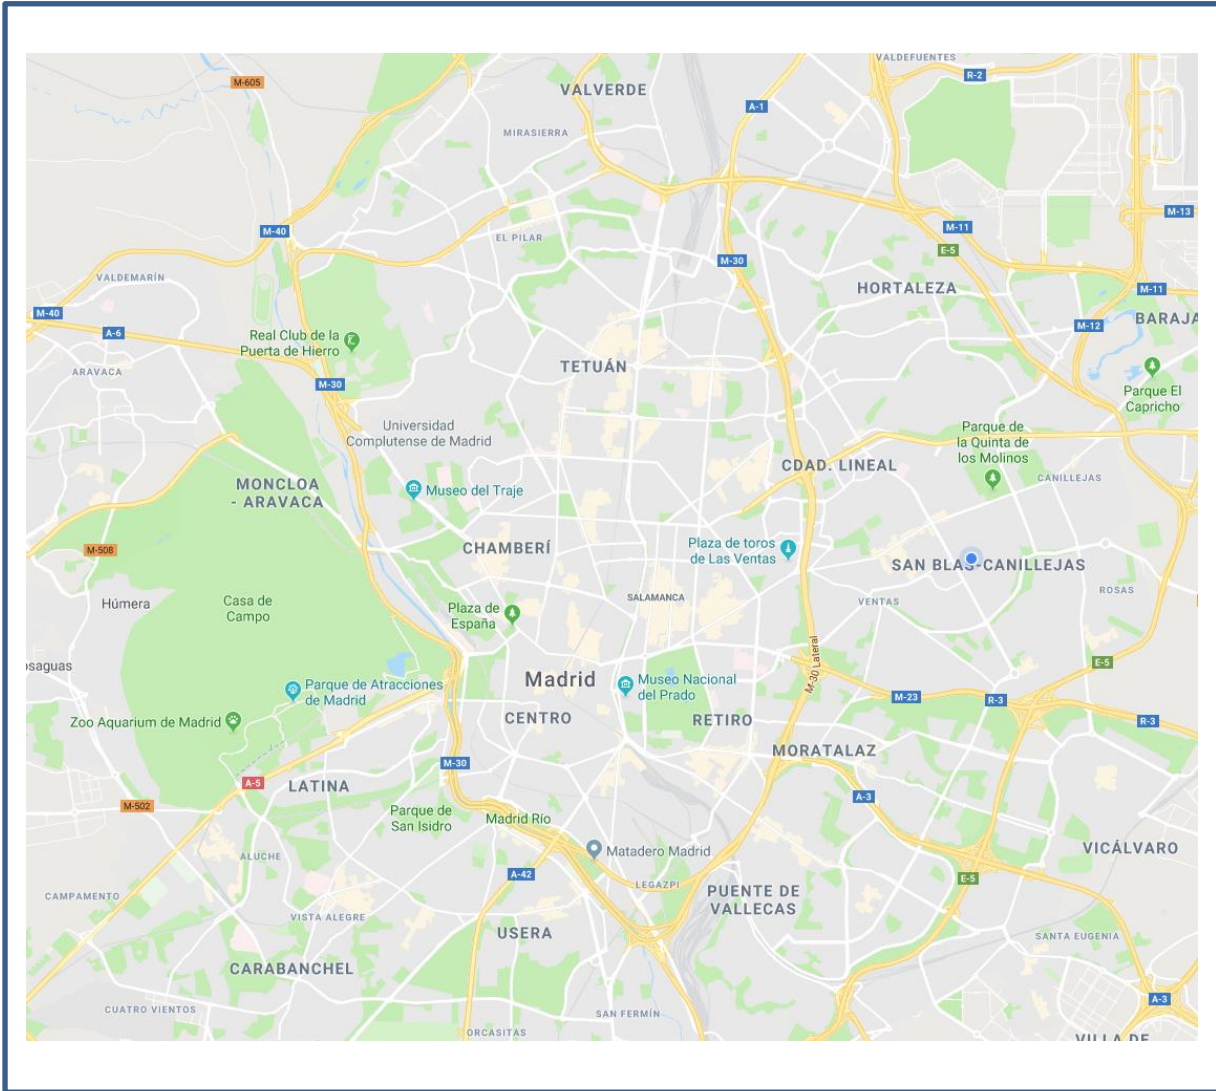 VALDEFUENTES
M-605
R-2
VALVERDE
A-1
MIRASIERRA
M-13
M-40
M-11
EL PILAR
E-5
M-30
VALDEMARÍN
HORTALEZA
M-11
M-40
BARAJA
M-12
A-6
Real Club de la
Puerta de Hierro
TETUÁN
ARAVACA
M-30
Parque El
Capricho
Universidad
Complutense de Madrid
Parque de
la Quinta de
los Molinos
CDAD. LINEAL
CANILLEJAS
MONCLOA
- ARAVACA
Museo del Traje
M-508
CHAMBERÍ
Plaza de toros
de Las Ventas
SAN BLAS-CANILLEJAS
ROSAS
Húmera
Casa de
Campo
Plaza de
España
SALAMANCA
VENTAS
osaguas
M-30 Lateral
E-5
Madrid
Museo Nacional
del Prado
Parque de Atracciones
de Madrid
M-23
R-3
Zoo Aquarium de Madrid
CENTRO
RETIRO
R-3
MORATALAZ
M-30
A-5
LATINA
M-502
A-3
Parque de
San Isidro
Madrid Río
Matadero Madrid
VICÁLVARO
ALUCHE
A-42
LEGAZPI
E-5
CAMPAMENTO
PUENTE DE
VALLECAS
VISTA ALEGRE
USERA
SANTA EUGENIA
CARABANCHEL
A-3
CUATRO VIENTOS
SAN FERMÍN
ORCASITAS
VILLA DE